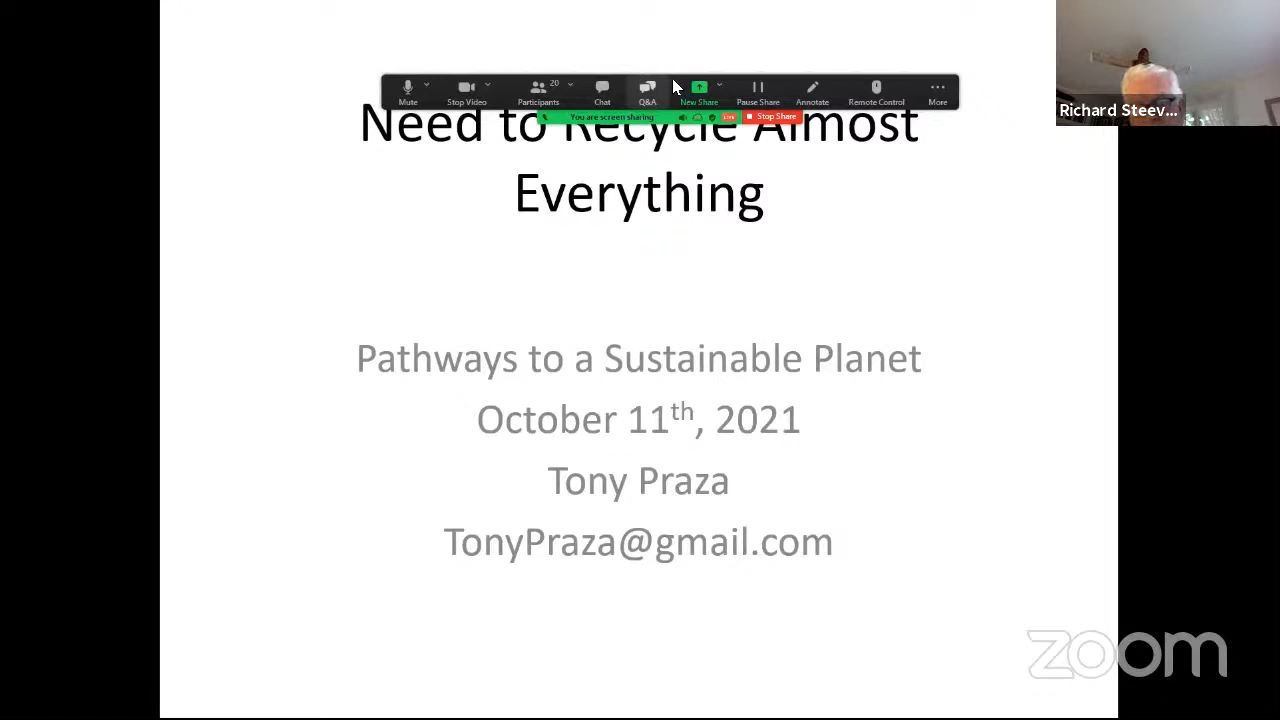 20
Mute
Stop Video
Participants
Chat
Q&A
New Share
Pause Share
Annotate
Remote Control
More
You are screen sharing
LIVE
Stop Share
Richard Steev...
Need to Recycle Almost
Everything
Pathways to a Sustainable Planet
October 11th, 2021
Tony Praza
TonyPraza@gmail.com
zoom